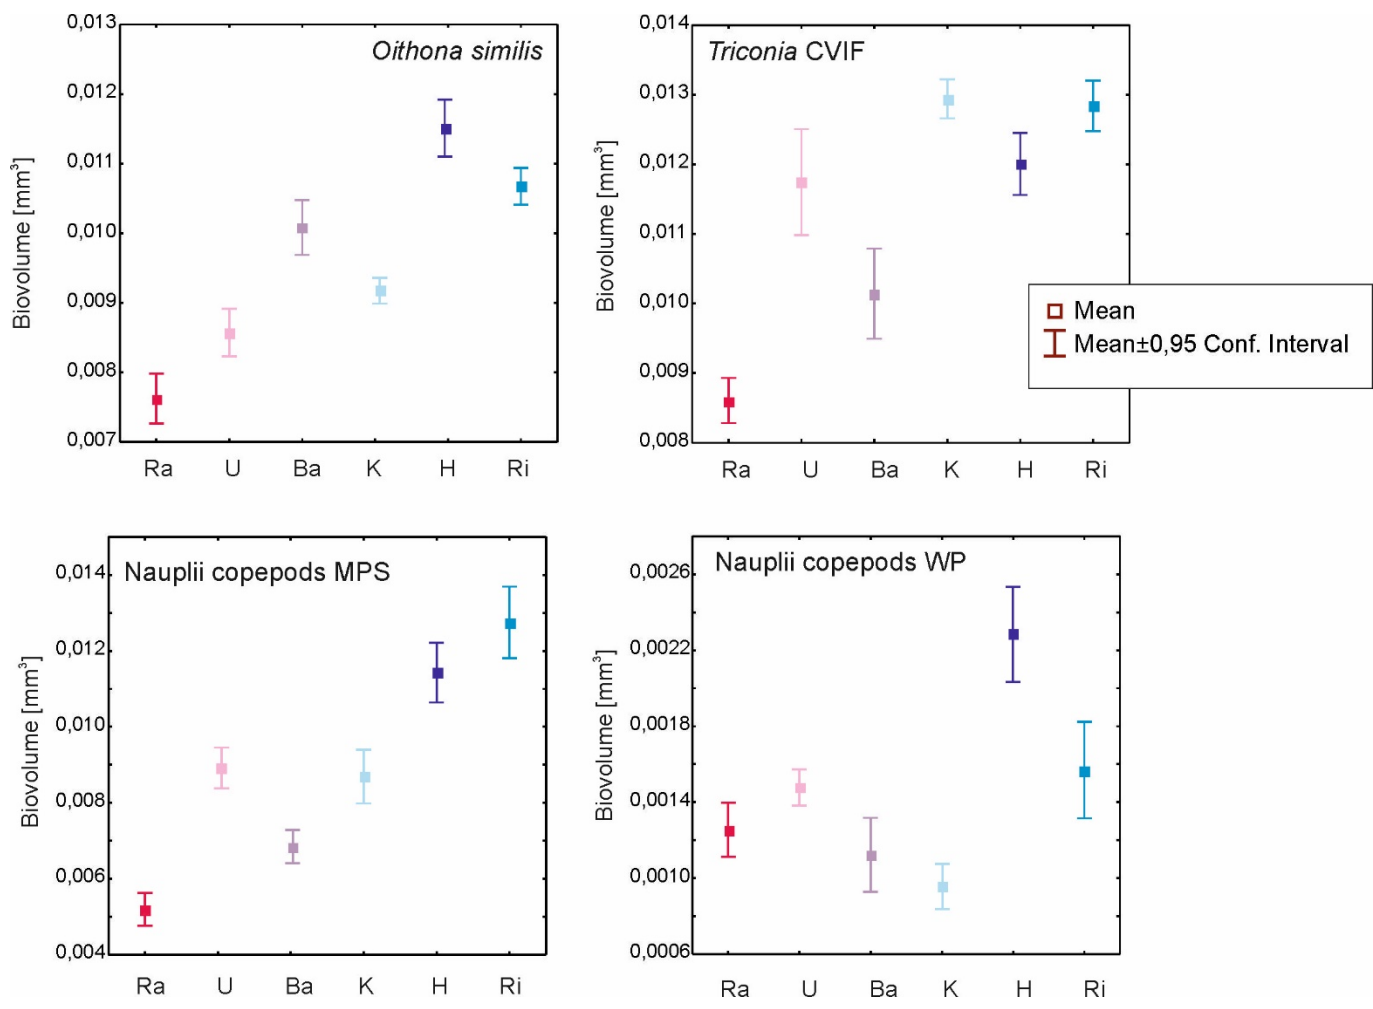 0,013
0,012
0,011
0,010
0,009
0,008
0,007
Biovolume [mm³]
Oithona similis
Ra U Ba K H Ri
0,014
0,013
0,012
0,011
0,010
0,009
0,008
Biovolume [mm³]
Triconia CVIF
Ra U Ba K H Ri
Mean
Mean±0,95 Conf. Interval
0,014
0,012
0,010
0,008
0,006
0,004
Biovolume [mm³]
Nauplii copepods MPS
Ra U Ba K H Ri
0,0026
0,0022
0,0018
0,0014
0,0010
0,0006
Biovolume [mm³]
Nauplii copepods WP
Ra U Ba K H Ri